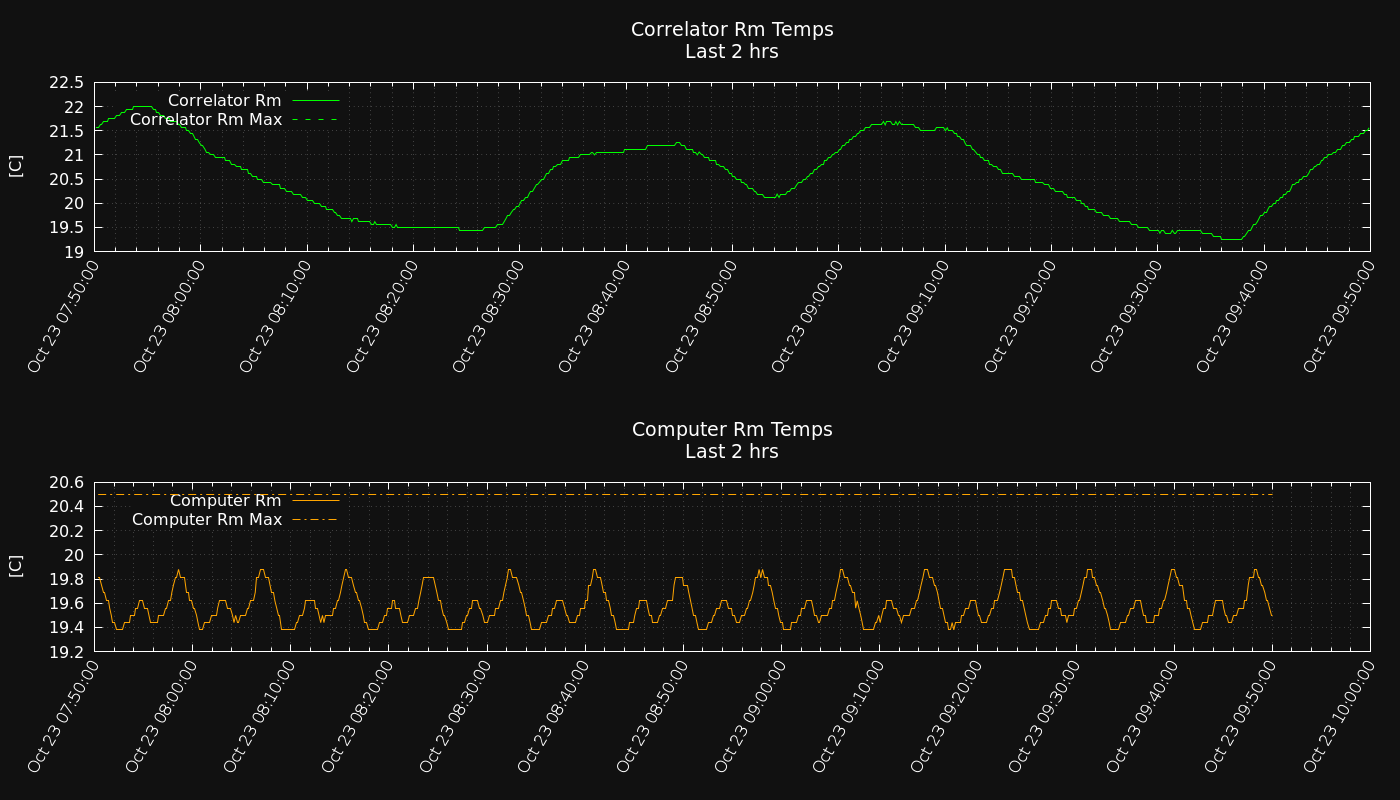 Correlator Rm Temps
Last 2 hrs
22.5
22
21.5
21
20.5
20
19.5
19
[C]
Correlator Rm
Correlator Rm Max
Oct 23 07:50:00
Oct 23 08:00:00
Oct 23 08:10:00
Oct 23 08:20:00
Oct 23 08:30:00
Oct 23 08:40:00
Oct 23 08:50:00
Oct 23 09:00:00
Oct 23 09:10:00
Oct 23 09:20:00
Oct 23 09:30:00
Oct 23 09:40:00
Oct 23 09:50:00
Computer Rm Temps
Last 2 hrs
20.6
20.4
20.2
20
19.8
19.6
19.4
19.2
[C]
Computer Rm
Computer Rm Max
Oct 23 07:50:00
Oct 23 08:00:00
Oct 23 08:10:00
Oct 23 08:20:00
Oct 23 08:30:00
Oct 23 08:40:00
Oct 23 08:50:00
Oct 23 09:00:00
Oct 23 09:10:00
Oct 23 09:20:00
Oct 23 09:30:00
Oct 23 09:40:00
Oct 23 09:50:00
Oct 23 10:00:00